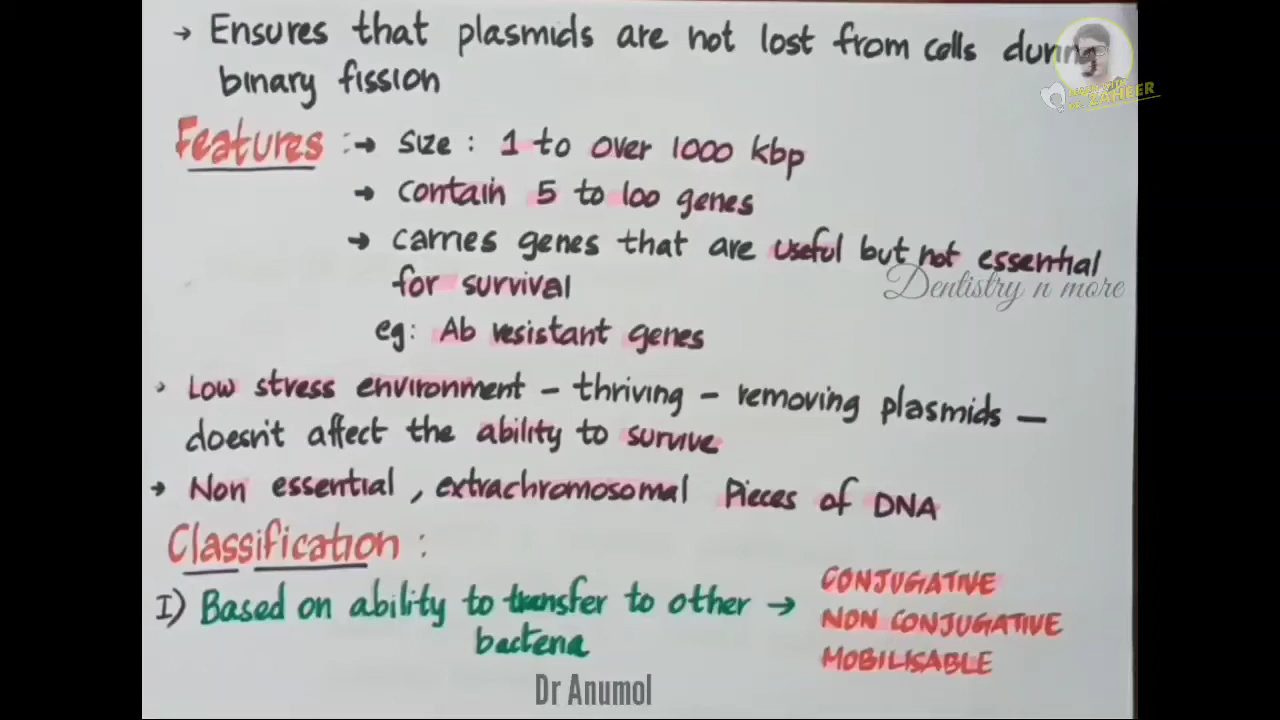 → Ensures that plasmids are not lost from cells during
binary fission
Features :→ Size : 1 to over 1000 kbp
→ contain 5 to 100 genes
→ carries genes that are useful but not essential
for survival
eg: Ab resistant genes
Low stress environment – thriving – removing plasmids –
doesn't affect the ability to survive
→ Non essential, extrachromosomal Pieces of DNA
Classification :
I) Based on ability to transfer to other → CONJUGATIVE
bacteria NON CONJUGATIVE
MOBILISABLE
Dentistry n more
Dr Anumol
ZAHEER